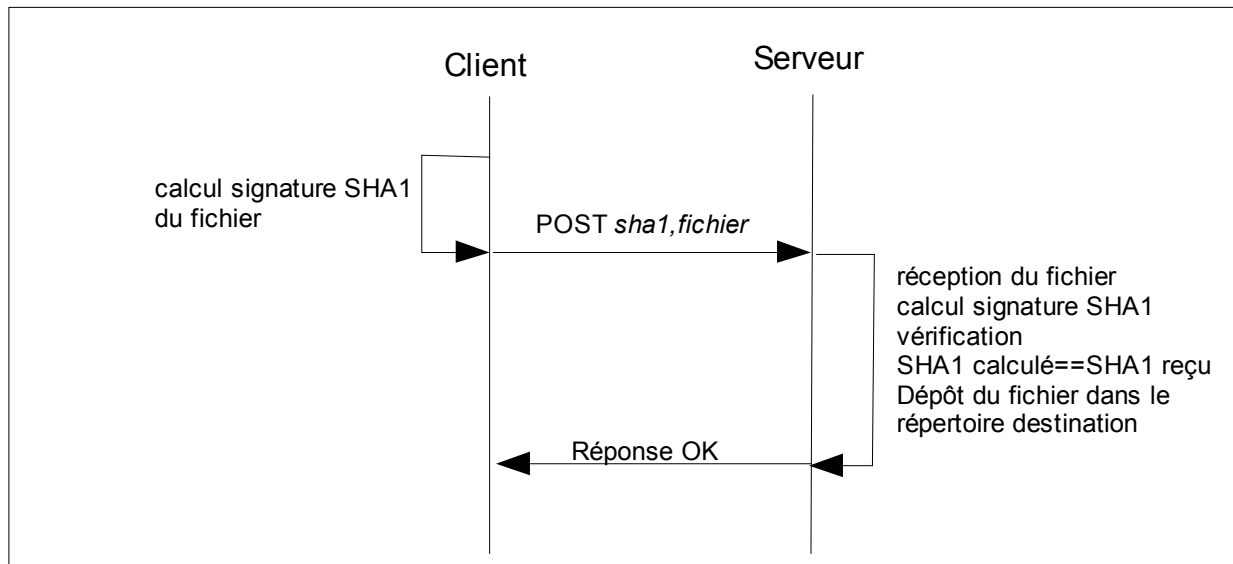 Client
Serveur
calcul signature SHA1
du fichier
POST sha1,fichier
réception du fichier
calcul signature SHA1
vérification
SHA1 calculé==SHA1 reçu
Dépôt du fichier dans le
répertoire destination
Réponse OK